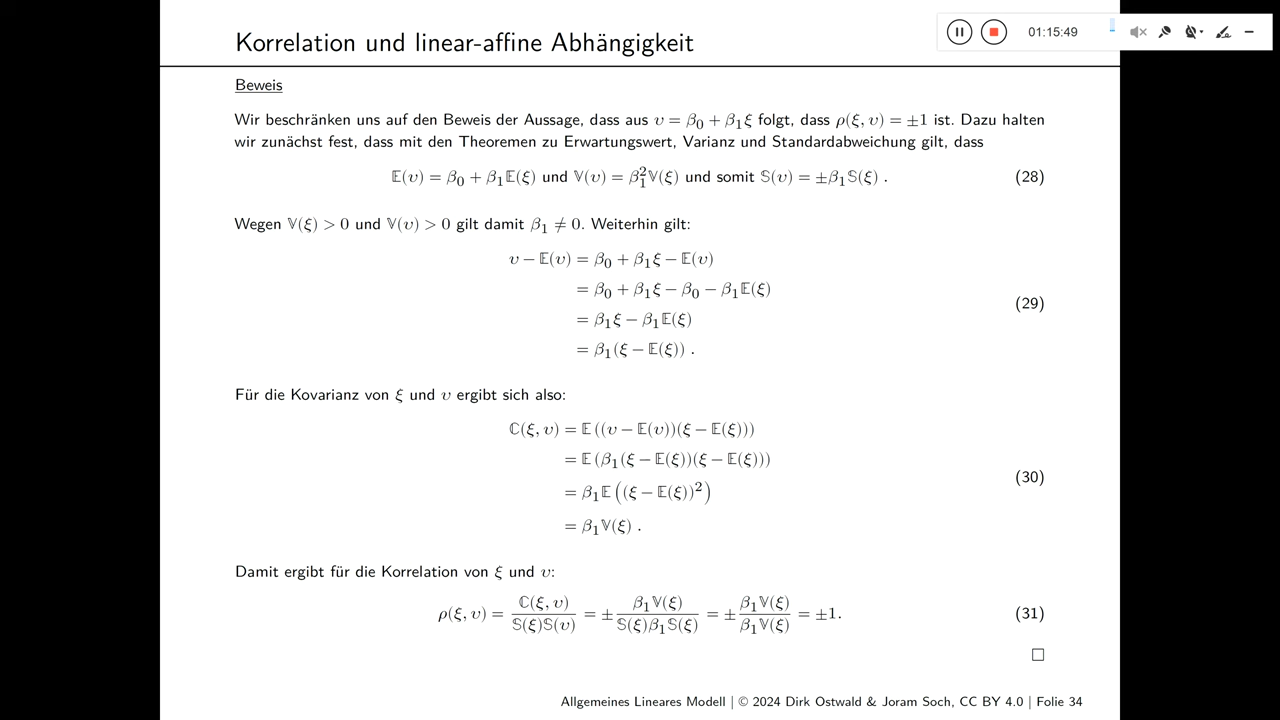 Korrelation und linear-affine Abhängigkeit
01:15:49
Beweis
Wir beschränken uns auf den Beweis der Aussage, dass aus υ = β₀ + β₁ξ folgt, dass ρ(ξ, υ) = ±1 ist. Dazu halten
wir zunächst fest, dass mit den Theoremen zu Erwartungswert, Varianz und Standardabweichung gilt, dass
𝔼(υ) = β₀ + β₁𝔼(ξ) und 𝕍(υ) = β₁²𝕍(ξ) und somit 𝕊(υ) = ±β₁𝕊(ξ) . (28)
Wegen 𝕍(ξ) > 0 und 𝕍(υ) > 0 gilt damit β₁ ≠ 0. Weiterhin gilt:
υ − 𝔼(υ) = β₀ + β₁ξ − 𝔼(υ)
= β₀ + β₁ξ − β₀ − β₁𝔼(ξ)
(29)
= β₁ξ − β₁𝔼(ξ)
= β₁(ξ − 𝔼(ξ)) .
Für die Kovarianz von ξ und υ ergibt sich also:
ℂ(ξ, υ) = 𝔼 ((υ − 𝔼(υ))(ξ − 𝔼(ξ)))
= 𝔼 (β₁(ξ − 𝔼(ξ))(ξ − 𝔼(ξ)))
(30)
= β₁𝔼 ((ξ − 𝔼(ξ))²)
= β₁𝕍(ξ) .
Damit ergibt für die Korrelation von ξ und υ:
ρ(ξ, υ) = ℂ(ξ, υ) / 𝕊(ξ)𝕊(υ) = ± β₁𝕍(ξ) / 𝕊(ξ)β₁𝕊(ξ) = ± β₁𝕍(ξ) / β₁𝕍(ξ) = ±1. (31)
□
Allgemeines Lineares Modell | © 2024 Dirk Ostwald & Joram Soch, CC BY 4.0 | Folie 34